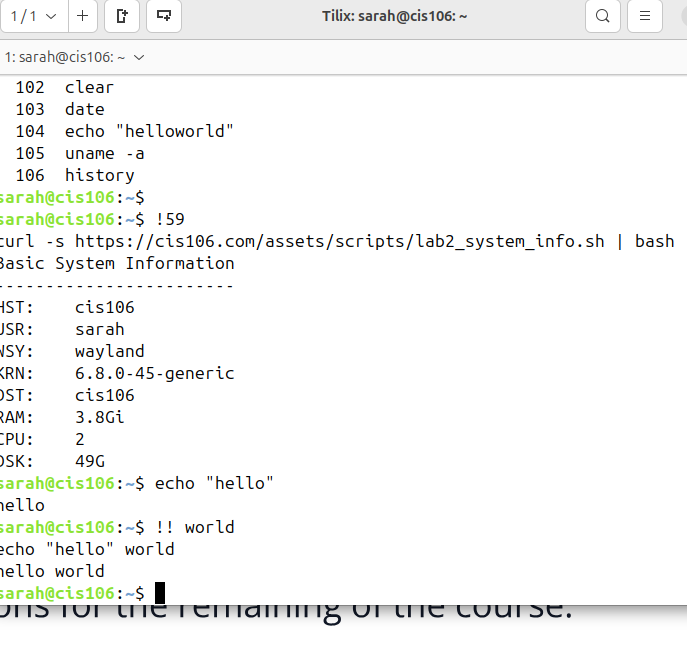 1 / 1
Tilix: sarah@cis106: ~
1: sarah@cis106: ~
102 clear
103 date
104 echo "helloworld"
105 uname -a
106 history
sarah@cis106:~$
sarah@cis106:~$ !59
curl -s https://cis106.com/assets/scripts/lab2_system_info.sh | bash
Basic System Information
------------------------
HST: cis106
USR: sarah
WSY: wayland
KRN: 6.8.0-45-generic
DST: cis106
RAM: 3.8Gi
CPU: 2
DSK: 49G
sarah@cis106:~$ echo "hello"
hello
sarah@cis106:~$ !! world
echo "hello" world
hello world
sarah@cis106:~$
ons for the remaining of the course.